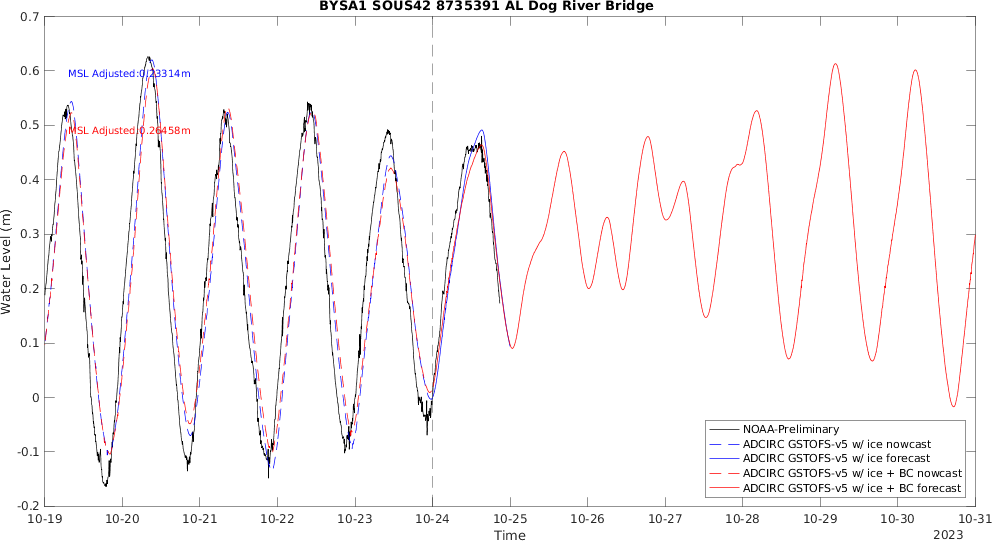 BYSA1 SOUS42 8735391 AL Dog River Bridge
0.7
0.6
0.5
0.4
0.3
0.2
0.1
0
-0.1
-0.2
Water Level (m)
MSL Adjusted:0.23314m
MSL Adjusted:0.26458m
NOAA-Preliminary
ADCIRC GSTOFS-v5 w/ ice nowcast
ADCIRC GSTOFS-v5 w/ ice forecast
ADCIRC GSTOFS-v5 w/ ice + BC nowcast
ADCIRC GSTOFS-v5 w/ ice + BC forecast
10-19 10-20 10-21 10-22 10-23 10-24 10-25 10-26 10-27 10-28 10-29 10-30 10-31
Time
2023